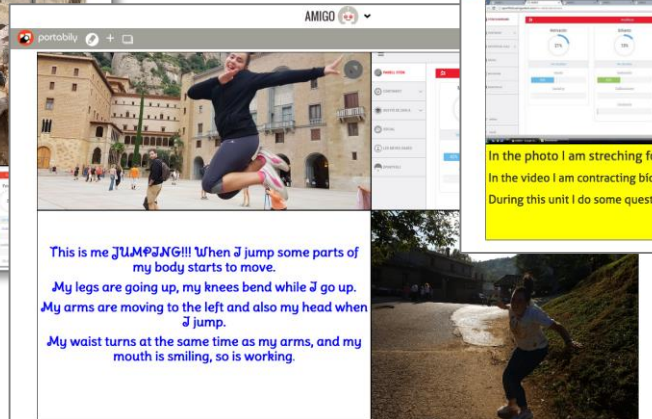 AMIGO
portabily
In the photo I am streching fo
In the video I am contracting bic
During this unit I do some quest
This is me JUMPING!!! When I jump some parts of
my body starts to move.
My legs are going up, my knees bend while I go up.
My arms are moving to the left and also my head when
I jump.
My waist turns at the same time as my arms, and my
mouth is smiling, so is working.